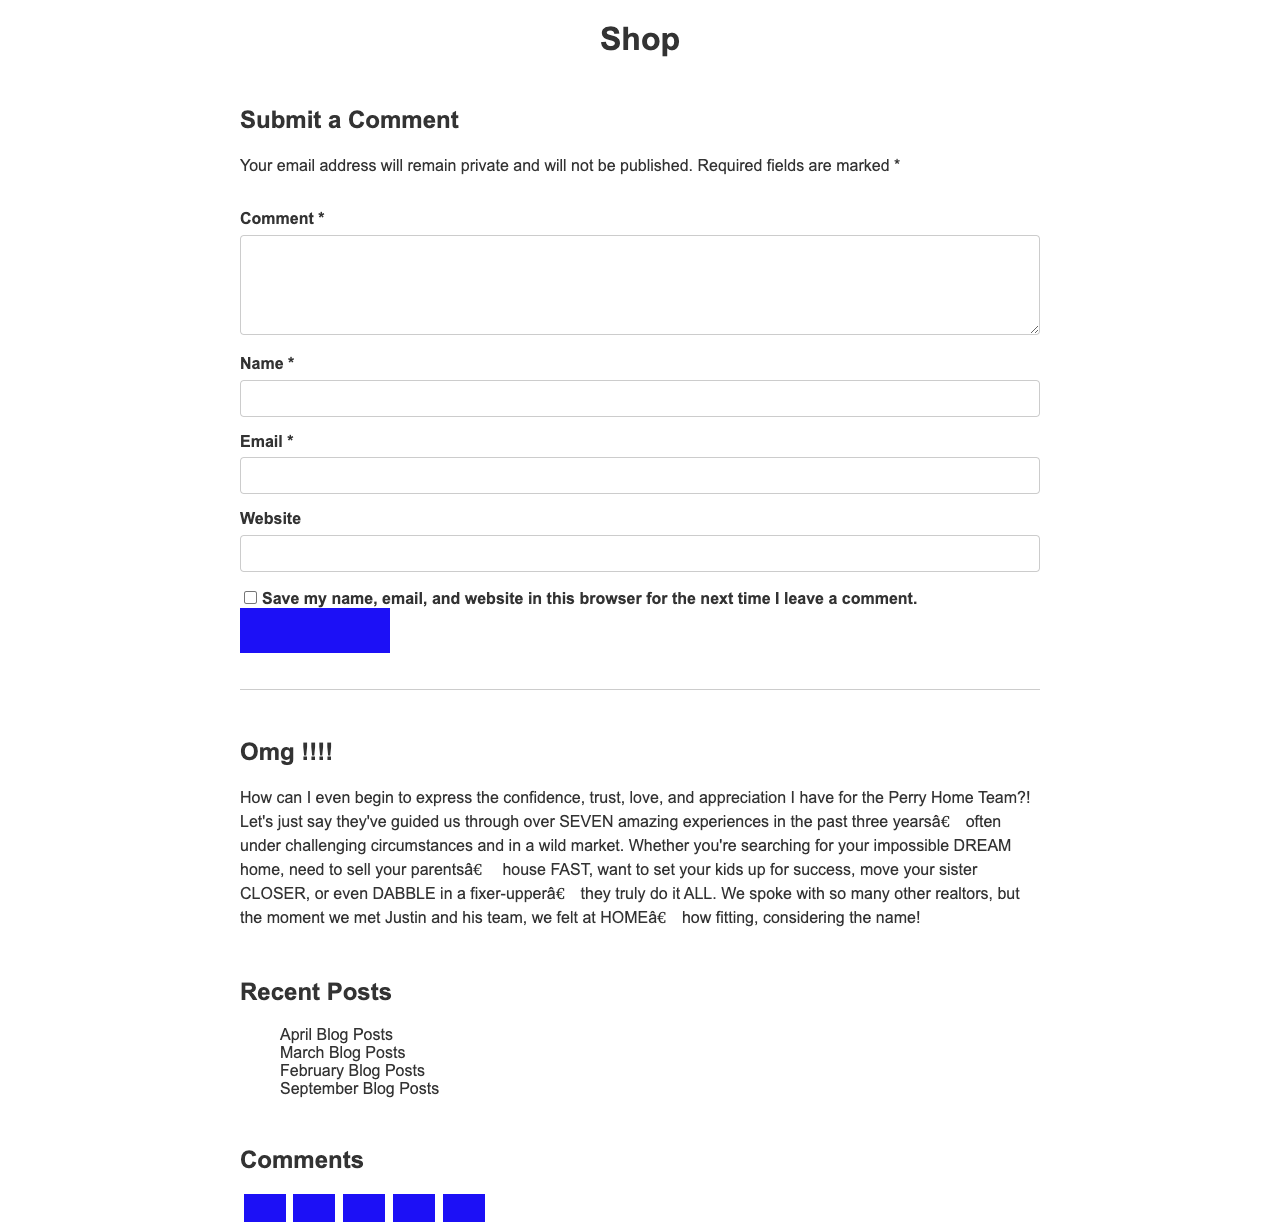 Shop
Submit a Comment
Your email address will remain private and will not be published. Required fields are marked *
Comment *
Name *
Email *
Website
Save my name, email, and website in this browser for the next time I leave a comment.
Omg !!!!
How can I even begin to express the confidence, trust, love, and appreciation I have for the Perry Home Team?!
Let's just say they've guided us through over SEVEN amazing experiences in the past three yearsâ€ often
under challenging circumstances and in a wild market. Whether you're searching for your impossible DREAM
home, need to sell your parentsâ€ house FAST, want to set your kids up for success, move your sister
CLOSER, or even DABBLE in a fixer-upperâ€ they truly do it ALL. We spoke with so many other realtors, but
the moment we met Justin and his team, we felt at HOMEâ€ how fitting, considering the name!
Recent Posts
April Blog Posts
March Blog Posts
February Blog Posts
September Blog Posts
Comments